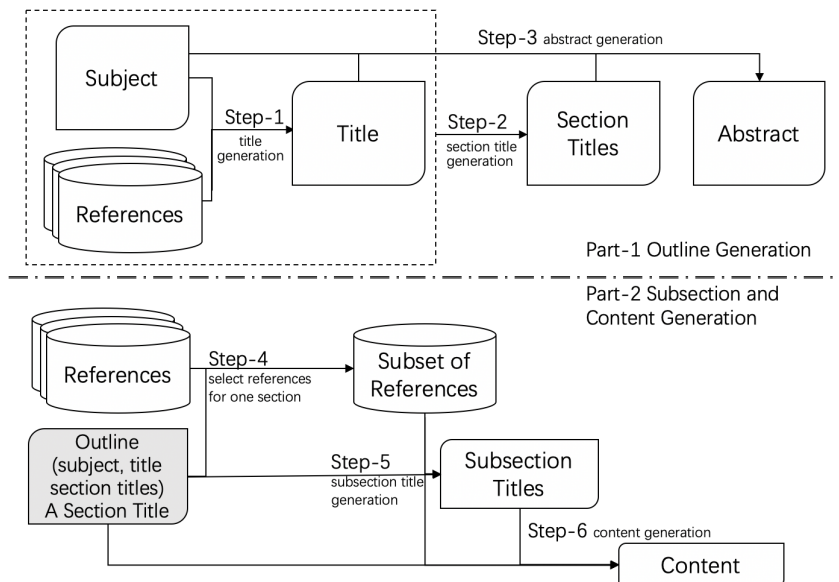 Step-3 abstract generation
Subject
Step-1
title
generation
Title
Step-2
section title
generation
Section
Titles
Abstract
References
Part-1 Outline Generation
Part-2 Subsection and
Content Generation
References
Step-4
select references
for one section
Subset of
References
Outline
(subject, title
section titles)
A Section Title
Step-5
subsection title
generation
Subsection
Titles
Step-6 content generation
Content